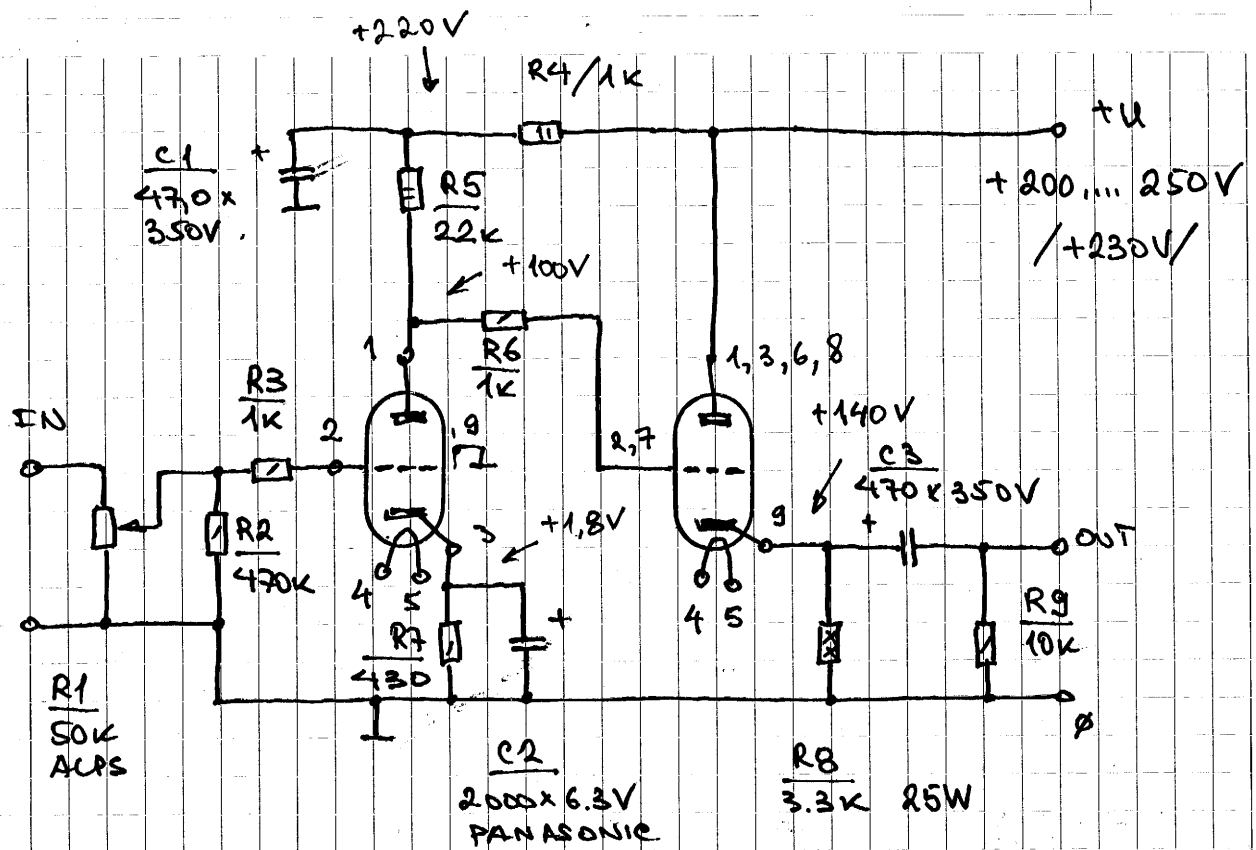 +220V
R4/1K
+U
+200.... 250V
/+230V/
C1
+
47,0x
350V.
R5
22K
+100V
1
R6
1K
1,3,6,8
R3
1K
IN
2
9
2,7
+140V
C3
470x350V
+
R2
470K
3
+1,8V
9
OUT
4
5
4 5
+
R7
430
R9
10K
R1
50K
ALPS
ø
C2
2000x6.3V
PANASONIC
R8
3.3K 25W